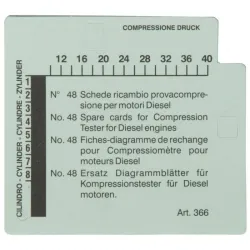 COMPRESSIONE DRUCK
12 16 20 24 28 32 36 40
CILINDRO - CYLINDER - CYLINDRE - ZYLINDER
1
2
3
4
5
6
7
8
N° 48 Schede ricambio provacompre-
sione per motori Diesel
No. 48 Spare cards for Compression
Tester for Diesel engines
No. 48 Fiches-diagramme de rechange
pour Compressiomètre pour
moteurs Diesel
No. 48 Ersatz Diagrammblätter für
Kompressionstester für Diesel
motoren.
Art. 366